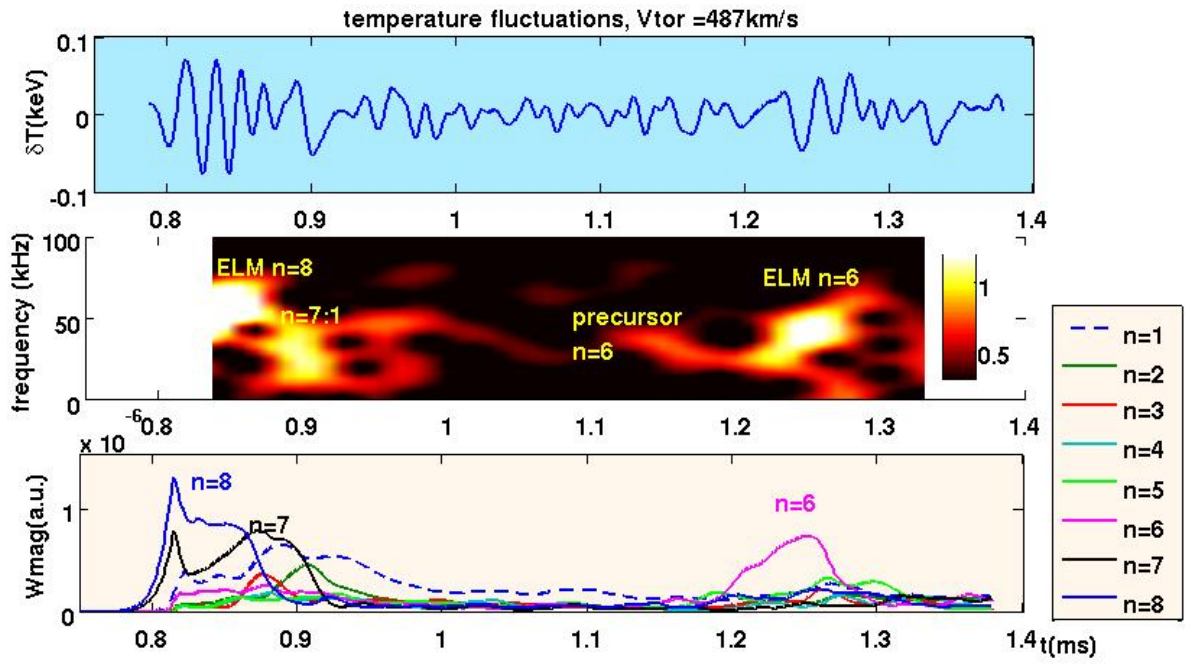 temperature fluctuations, Vtor =487km/s
0.1
0
-0.1
δT(keV)
0.8 0.9 1 1.1 1.2 1.3 1.4
100
50
0
frequency (kHz)
ELM n=8
n=7:1
precursor
n=6
ELM n=6
1
0.5
0.8 0.9 1 1.1 1.2 1.3 1.4
x 10 -6
1
0
Wmag(a.u.)
n=8
n=7
n=6
0.8 0.9 1 1.1 1.2 1.3 1.4 t(ms)
n=1
n=2
n=3
n=4
n=5
n=6
n=7
n=8